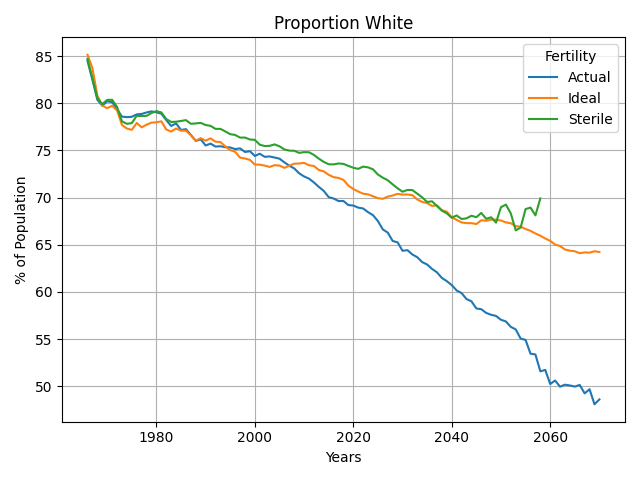 Proportion White
Fertility
Actual
Ideal
Sterile
% of Population
85
80
75
70
65
60
55
50
1980
2000
2020
2040
2060
Years